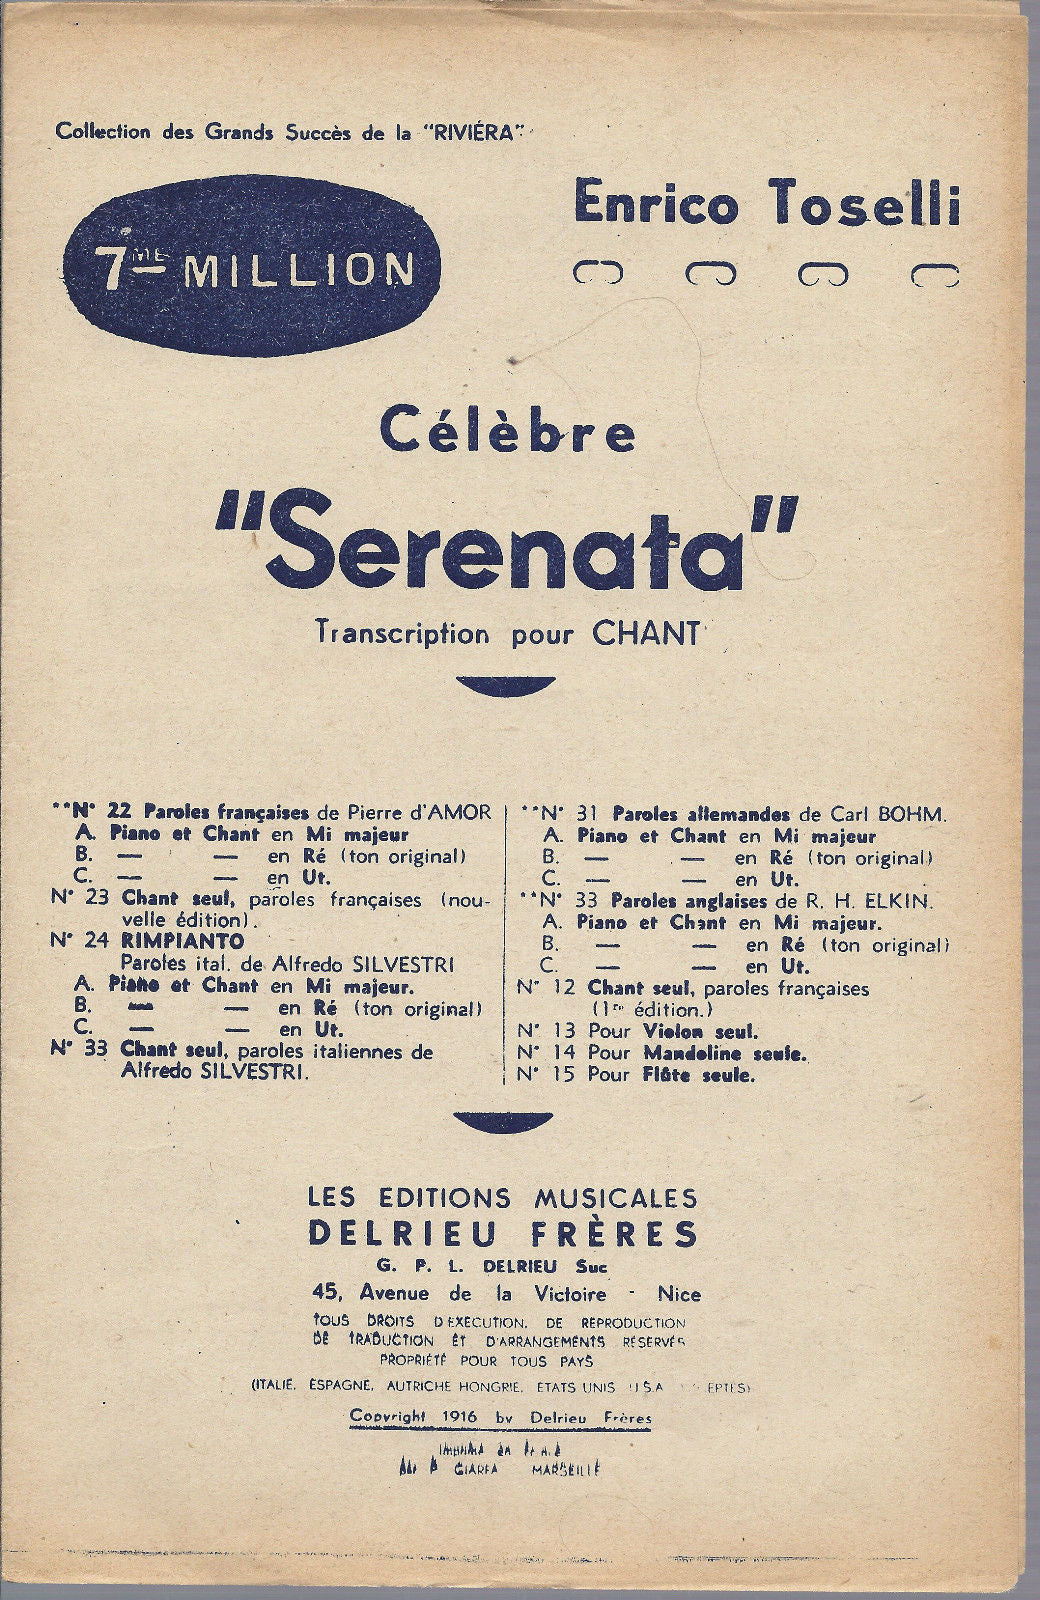 Collection des Grands Succès de la "RIVIÉRA"
7ME MILLION
Enrico Toselli
Célèbre
"Serenata"
Transcription pour CHANT
**N° 22 Paroles françaises de Pierre d'AMOR
A. Piano et Chant en Mi majeur
B. — — en Ré (ton original)
C. — — en Ut.
N° 23 Chant seul, paroles françaises (nou-
velle édition).
N° 24 RIMPIANTO
Paroles ital. de Alfredo SILVESTRI
A. Piano et Chant en Mi majeur.
B. — — en Ré (ton original)
C. — — en Ut.
N° 33 Chant seul, paroles italiennes de
Alfredo SILVESTRI.
**N° 31 Paroles allemandes de Carl BOHM.
A. Piano et Chant en Mi majeur
B. — — en Ré (ton original)
C. — — en Ut.
**N° 33 Paroles anglaises de R. H. ELKIN.
A. Piano et Chant en Mi majeur.
B. — — en Ré (ton original)
C. — — en Ut.
N° 12 Chant seul, paroles françaises
(1re édition.)
N° 13 Pour Violon seul.
N° 14 Pour Mandoline seule.
N° 15 Pour Flûte seule.
LES EDITIONS MUSICALES
DELRIEU FRÈRES
G. P. L. DELRIEU Suc
45, Avenue de la Victoire - Nice
TOUS DROITS D'EXECUTION, DE REPRODUCTION
DE TRADUCTION ET D'ARRANGEMENTS RESERVÉS
PROPRIÉTÉ POUR TOUS PAYS
(ITALIE, ESPAGNE, AUTRICHE HONGRIE, ETATS UNIS U.S.A EPTES)
Copyright 1916 by Delrieu Frères
MARSEILLE